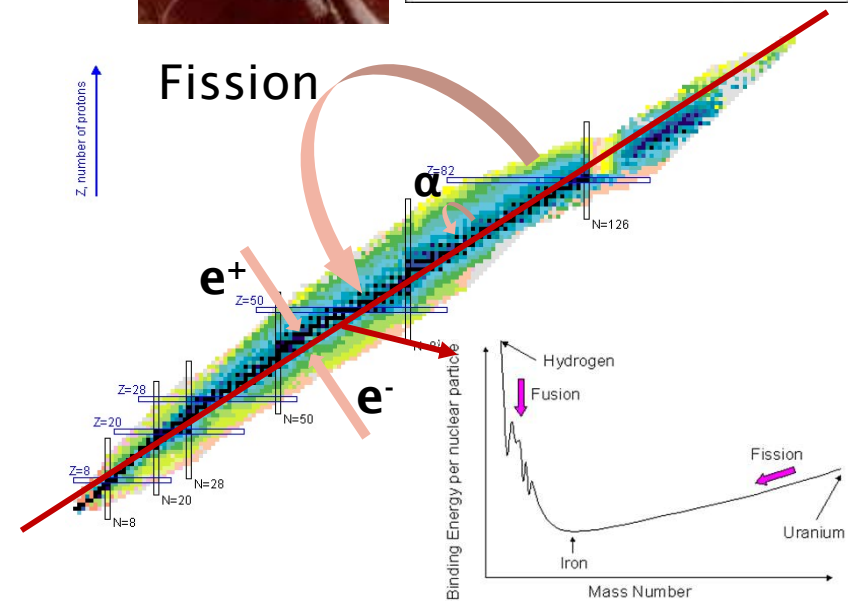 Fission
Z, number of protons
Z=82
α
N=126
e+
Z=50
Z=28
N=50
e-
Z=20
N=28
Z=8
N=20
N=8
Binding Energy per nuclear particle
Hydrogen
Fusion
Fission
Uranium
Iron
Mass Number